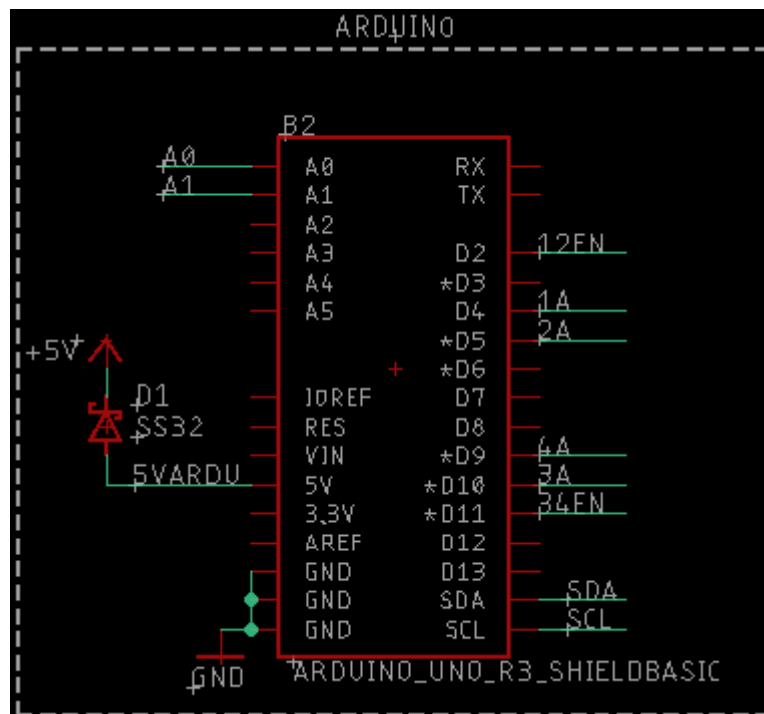 ARDUINO
B2
A0
A1
A0 RX
A1 TX
A2
A3 D2 12EN
A4 *D3
A5 D4 1A
*D5 2A
+5V
*D6
D1
SS32
IOREF D7
RES D8
VIN *D9 4A
5VARDU 5V *D10 3A
3.3V *D11 34EN
AREF D12
GND D13
GND SDA SDA
GND SCL SCL
GND
ARDUINO_UNO_R3_SHIELDBASIC